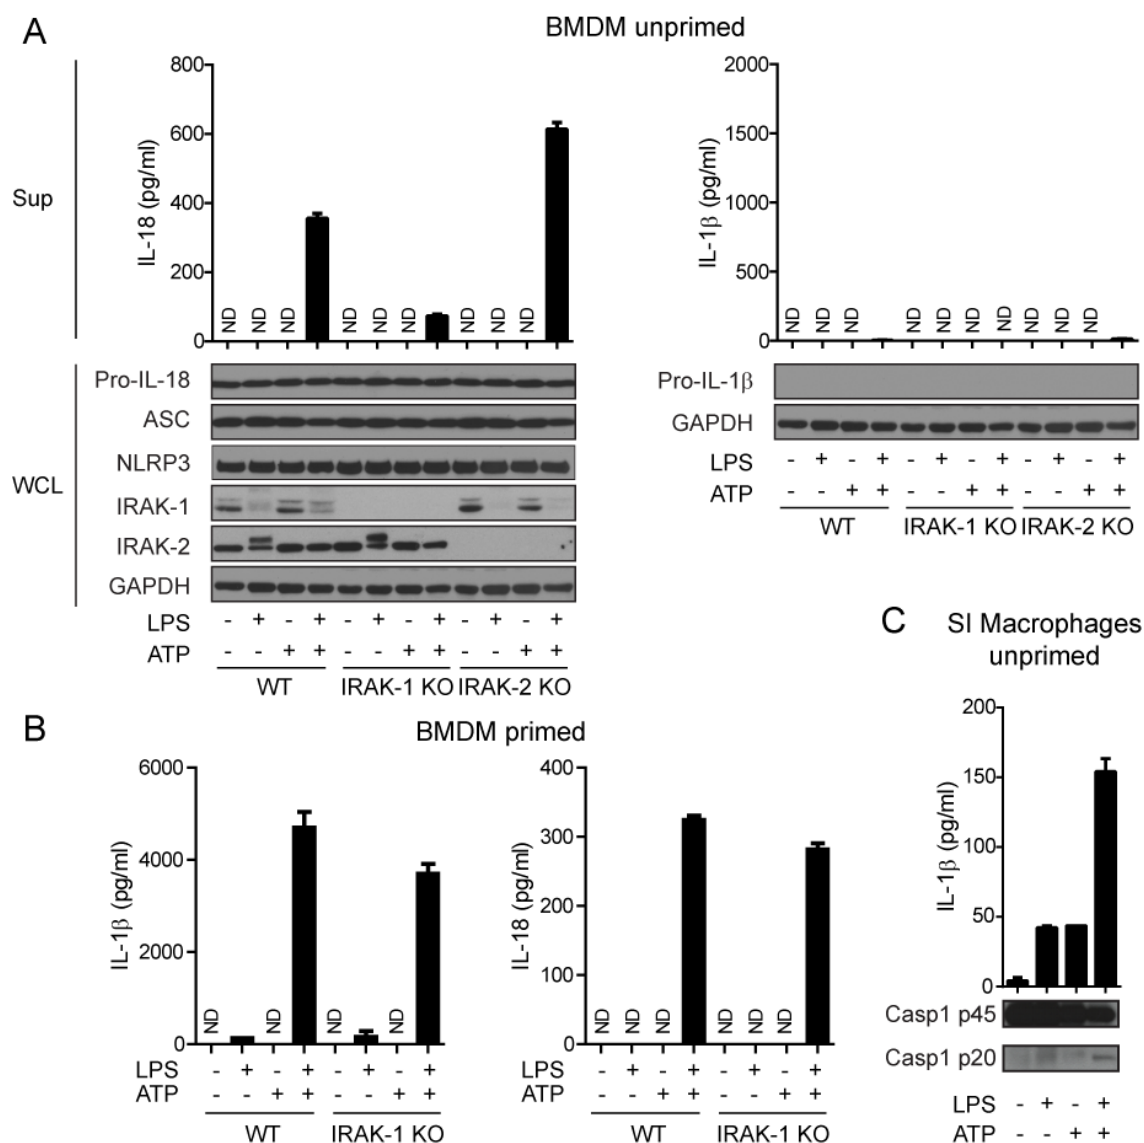 A
BMDM unprimed
Sup
IL-18 (pg/ml)
800
600
400
200
0
ND ND ND ND ND ND ND ND ND
IL-1β (pg/ml)
2000
1500
1000
500
0
ND ND ND ND ND ND ND ND ND ND
WCL
Pro-IL-18
ASC
NLRP3
IRAK-1
IRAK-2
GAPDH
LPS - + - + - + - + - + - +
ATP - - + + - - + + - - + +
WT IRAK-1 KO IRAK-2 KO
Pro-IL-1β
GAPDH
LPS - + - + - + - + - + - +
ATP - - + + - - + + - - + +
WT IRAK-1 KO IRAK-2 KO
B
BMDM primed
IL-1β (pg/ml)
6000
4000
2000
0
ND ND ND ND
LPS - + - + - + - +
ATP - - + + - - + +
WT IRAK-1 KO
IL-18 (pg/ml)
400
300
200
100
0
ND ND ND ND ND ND
LPS - + - + - + - +
ATP - - + + - - + +
WT IRAK-1 KO
C
SI Macrophages
unprimed
IL-1β (pg/ml)
200
150
100
50
0
Casp1 p45
Casp1 p20
LPS - + - +
ATP - - + +